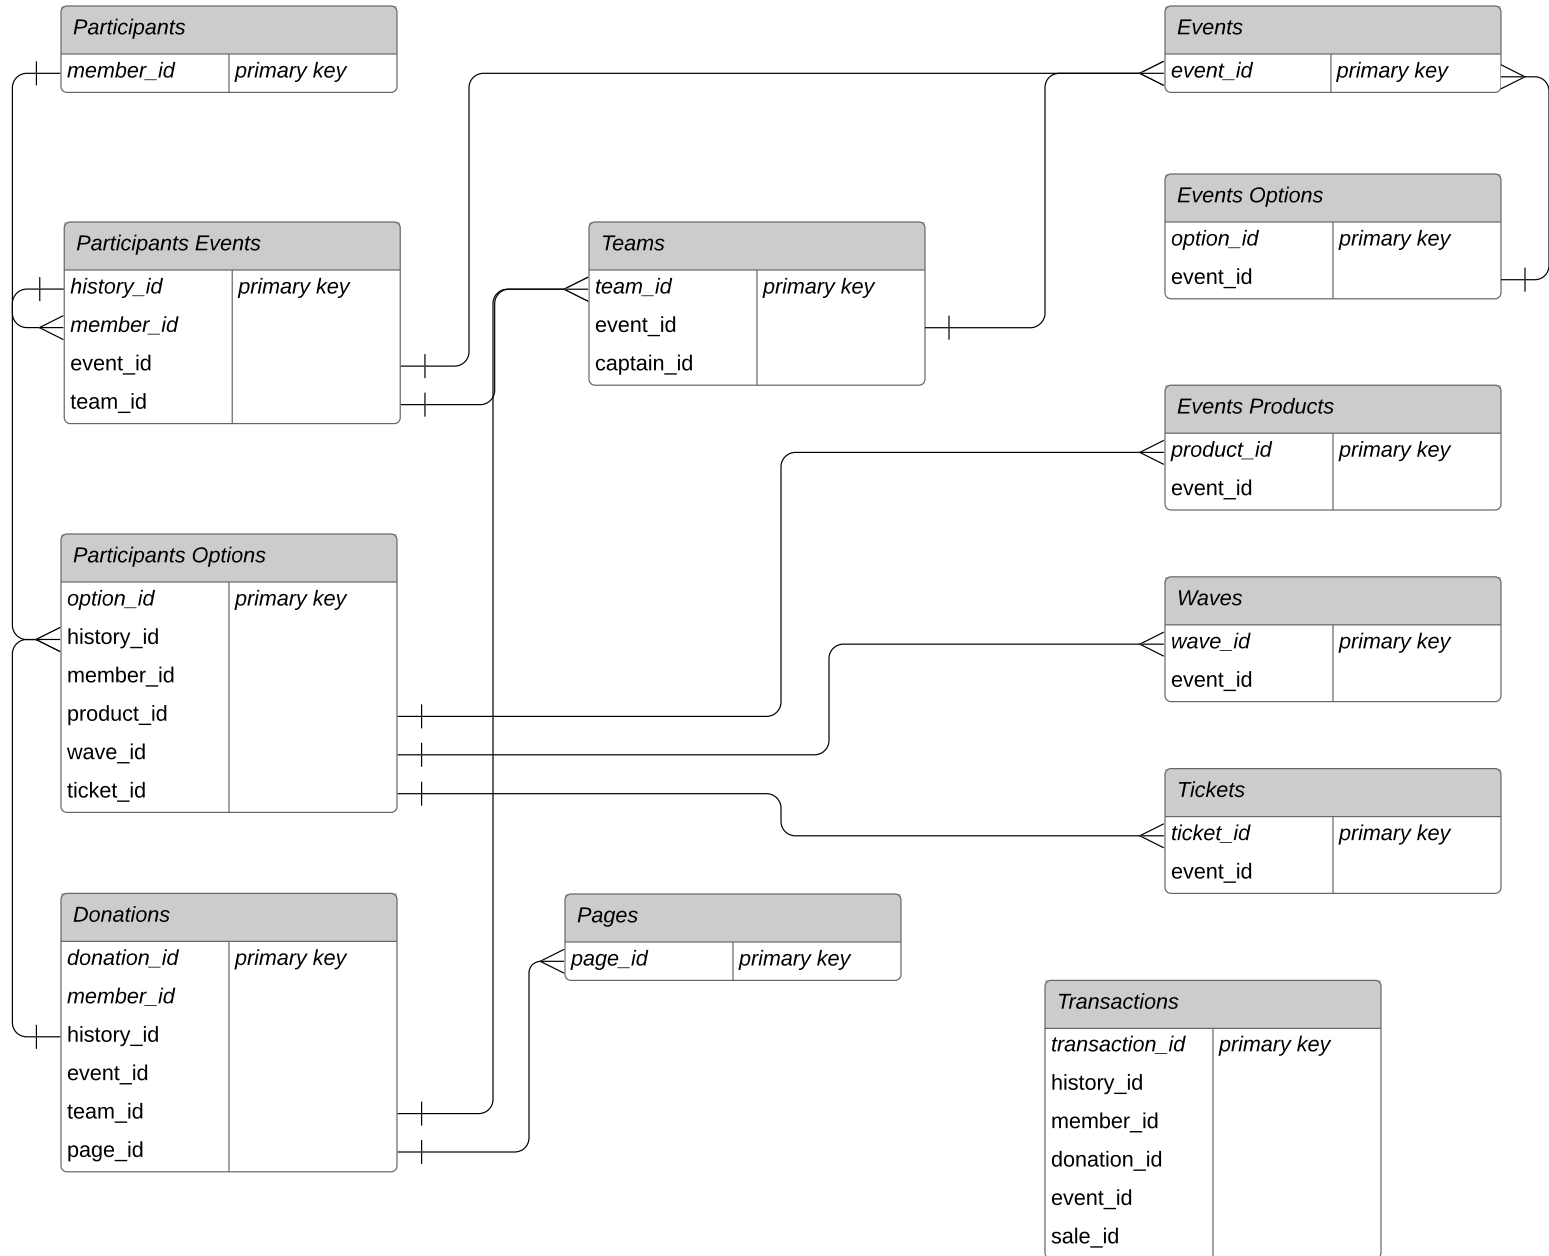 Participants
member_id primary key
Participants Events
history_id primary key
member_id
event_id
team_id
Participants Options
option_id primary key
history_id
member_id
product_id
wave_id
ticket_id
Donations
donation_id primary key
member_id
history_id
event_id
team_id
page_id
Teams
team_id primary key
event_id
captain_id
Pages
page_id primary key
Events
event_id primary key
Events Options
option_id primary key
event_id
Events Products
product_id primary key
event_id
Waves
wave_id primary key
event_id
Tickets
ticket_id primary key
event_id
Transactions
transaction_id primary key
history_id
member_id
donation_id
event_id
sale_id